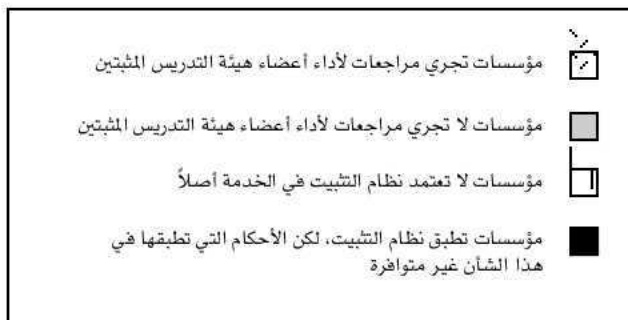 مؤسسات تجري مراجعات لأداء أعضاء هيئة التدريس المثبتين
مؤسسات لا تجري مراجعات لأداء أعضاء هيئة التدريس المثبتين
مؤسسات لا تعتمد نظام التثبيت في الخدمة أصلاً
مؤسسات تطبق نظام التثبيت، لكن الأحكام التي تطبقها في
هذا الشأن غير متوافرة